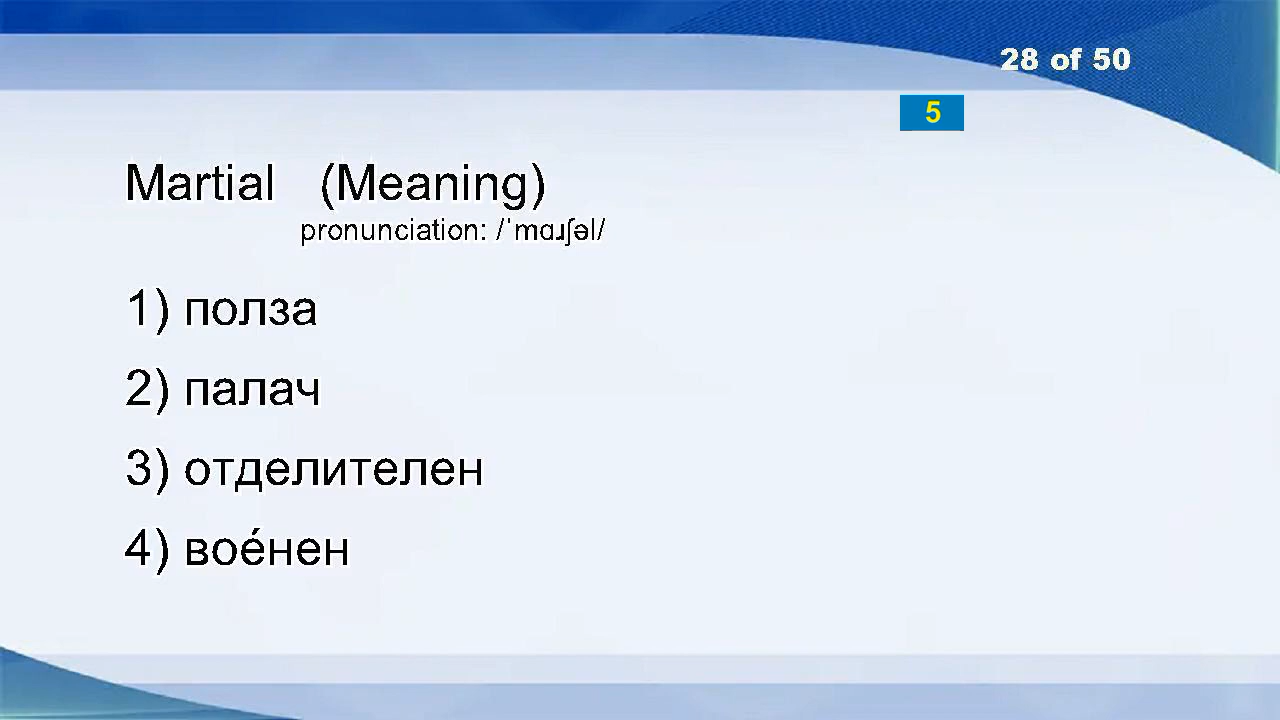 28 of 50
5
Martial (Meaning)
pronunciation: /ˈmɑɹʃəl/
1) полза
2) палач
3) отделителен
4) вое́нен